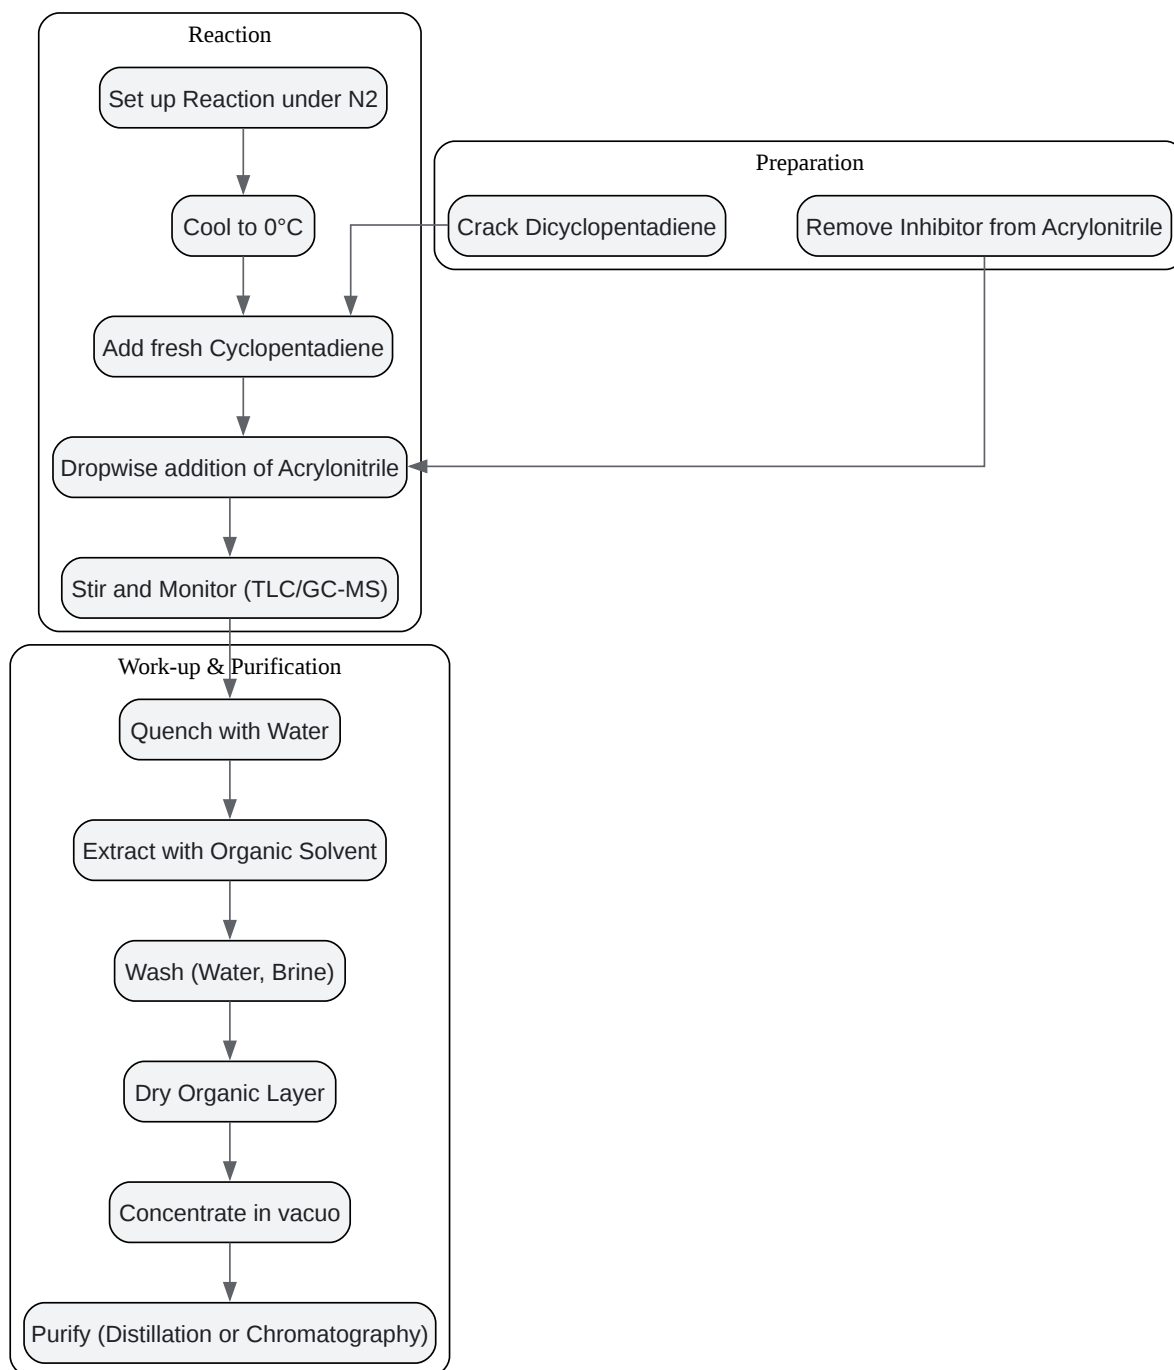 Reaction
Set up Reaction under N2
Cool to 0°C
Add fresh Cyclopentadiene
Dropwise addition of Acrylonitrile
Stir and Monitor (TLC/GC-MS)
Preparation
Crack Dicyclopentadiene
Remove Inhibitor from Acrylonitrile
Work-up & Purification
Quench with Water
Extract with Organic Solvent
Wash (Water, Brine)
Dry Organic Layer
Concentrate in vacuo
Purify (Distillation or Chromatography)